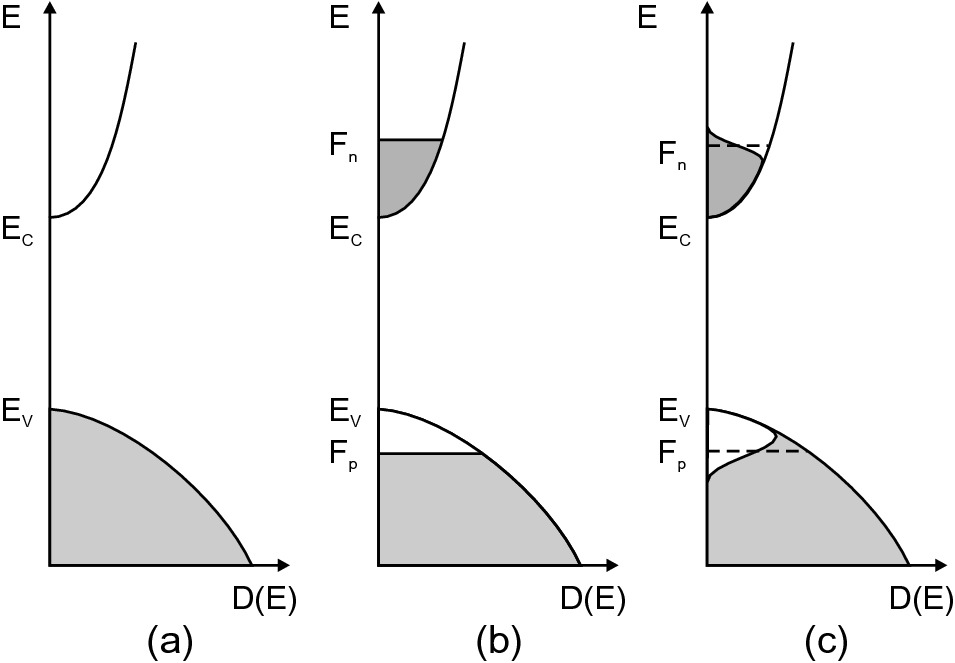 E
E_C
E_V
D(E)
(a)
E
F_n
E_C
E_V
F_p
D(E)
(b)
E
F_n
E_C
E_V
F_p
D(E)
(c)